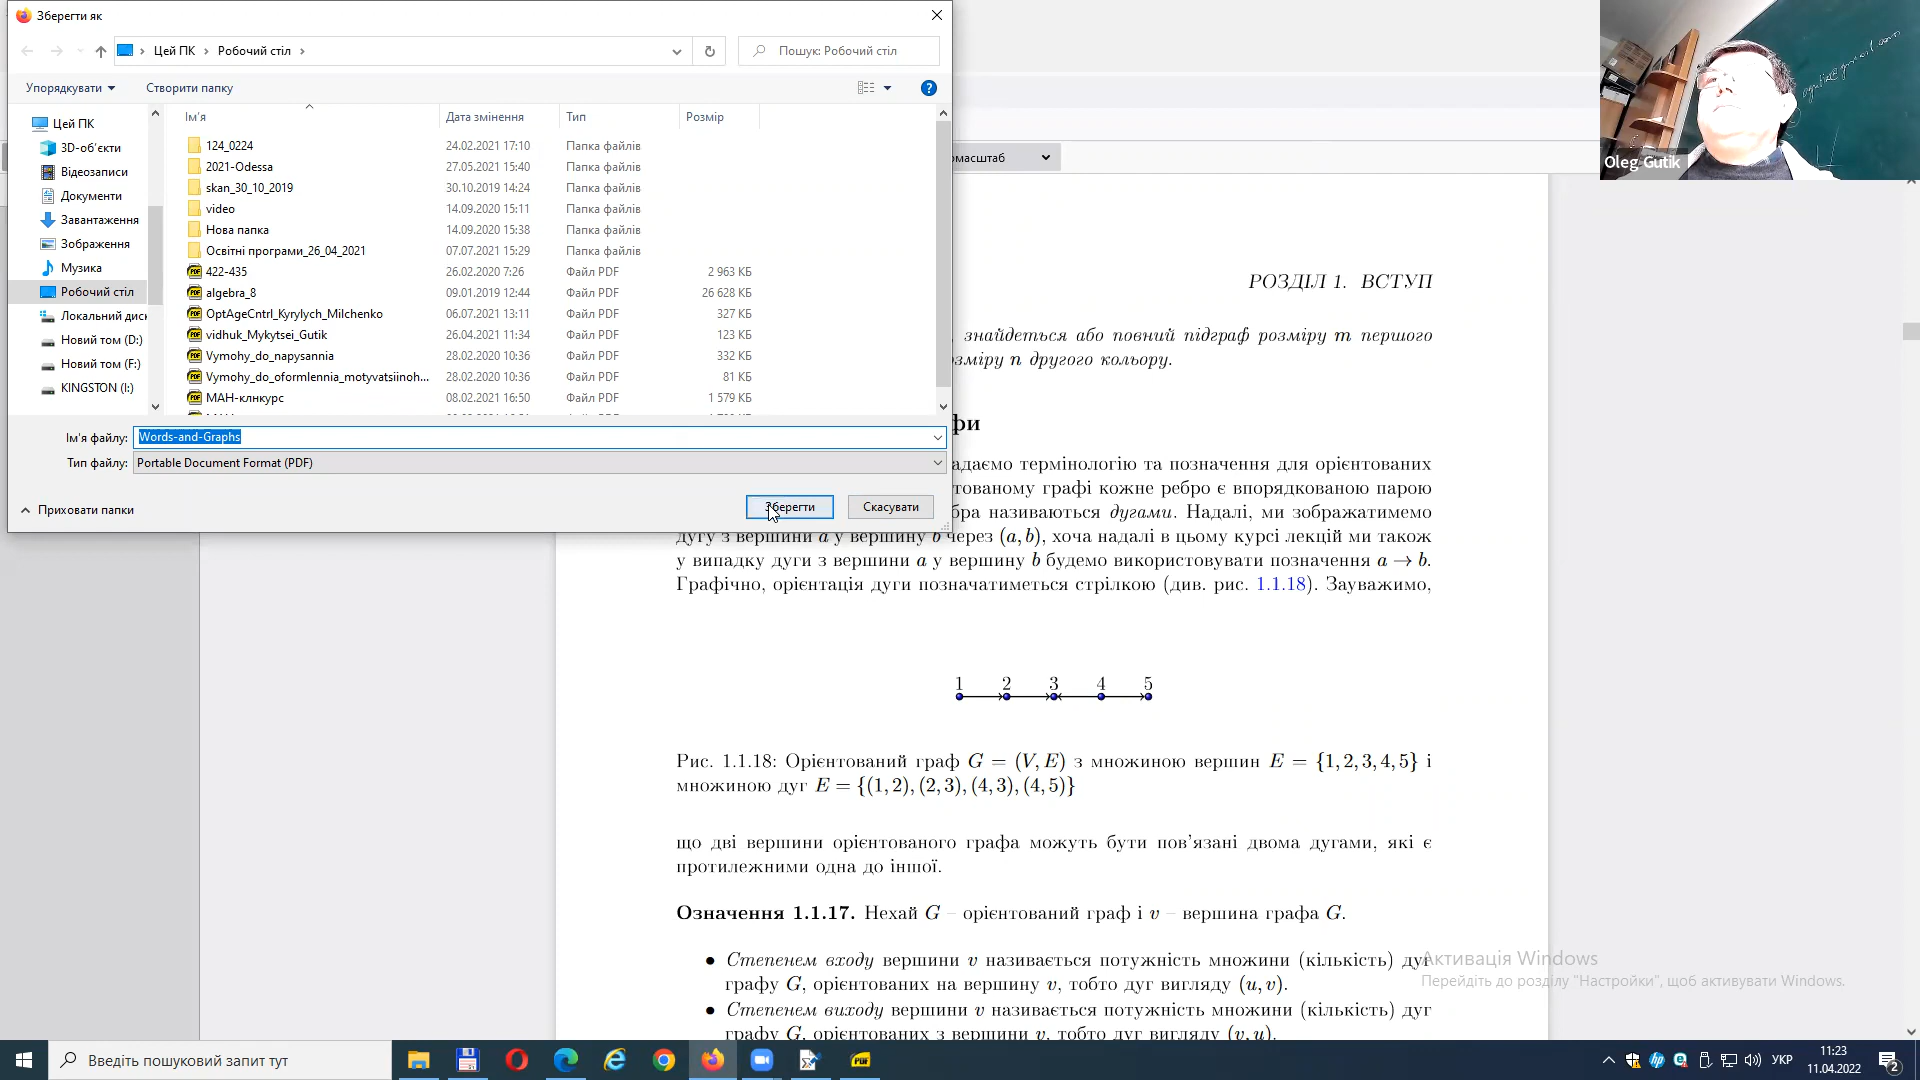 Зберегти як
Цей ПК
Робочий стіл
Пошук: Робочий стіл
Упорядкувати
Створити папку
Цей ПК
3D-об'єкти
Відеозаписи
Документи
Завантаження
Зображення
Музика
Робочий стіл
Локальний диск
Новий том (D:)
Новий том (F:)
KINGSTON (I:)
Ім'я Дата змінення Тип Розмір
124_0224 24.02.2021 17:10 Папка файлів
2021-Odessa 27.05.2021 15:40 Папка файлів
skan_30_10_2019 30.10.2019 14:24 Папка файлів
video 14.09.2020 15:11 Папка файлів
Нова папка 14.09.2020 15:38 Папка файлів
Освітні програми_26_04_2021 07.07.2021 15:29 Папка файлів
422-435 26.02.2020 7:26 Файл PDF 2 963 КБ
algebra_8 09.01.2019 12:44 Файл PDF 26 628 КБ
OptAgeCntrl_Kyrylych_Milchenko 06.07.2021 13:11 Файл PDF 327 КБ
vidhuk_Mykytsei_Gutik 26.04.2021 11:34 Файл PDF 123 КБ
Vymohy_do_napysannia 28.02.2020 10:36 Файл PDF 332 КБ
Vymohy_do_oformlennia_motyvatsiinoh... 28.02.2020 10:36 Файл PDF 81 КБ
МАН-клнкурс 08.02.2021 16:50 Файл PDF 1 579 КБ
Ім'я файлу: Words-and-Graphs
Тип файлу: Portable Document Format (PDF)
Приховати папки
Зберегти
Скасувати
омасштаб
Oleg Gutik
РОЗДІЛ 1. ВСТУП
знайдеться або повний підграф розміру m першого
зміру n другого кольору.
фи
адаємо термінологію та позначення для орієнтованих
тованому графі кожне ребро є впорядкованою парою
бра називаються дугами. Надалі, ми зображатимемо
дугу з вершини a у вершину b через (a, b), хоча надалі в цьому курсі лекцій ми також
у випадку дуги з вершини a у вершину b будемо використовувати позначення a → b.
Графічно, орієнтація дуги позначатиметься стрілкою (див. рис. 1.1.18). Зауважимо,
1 2 3 4 5
Рис. 1.1.18: Орієнтований граф G = (V, E) з множиною вершин E = {1, 2, 3, 4, 5} і
множиною дуг E = {(1, 2), (2, 3), (4, 3), (4, 5)}
що дві вершини орієнтованого графа можуть бути пов'язані двома дугами, які є
протилежними одна до іншої.
Означення 1.1.17. Нехай G – орієнтований граф і v – вершина графа G.
• Степенем входу вершини v називається потужність множини (кількість) дуг
графу G, орієнтованих на вершину v, тобто дуг вигляду (u, v).
• Степенем виходу вершини v називається потужність множини (кількість) дуг
графу G, орієнтованих з вершини v, тобто дуг вигляду (v, u).
Активація Windows
Перейдіть до розділу "Настройки", щоб активувати Windows.
Введіть пошуковий запит тут
УКР
11:23
11.04.2022
2